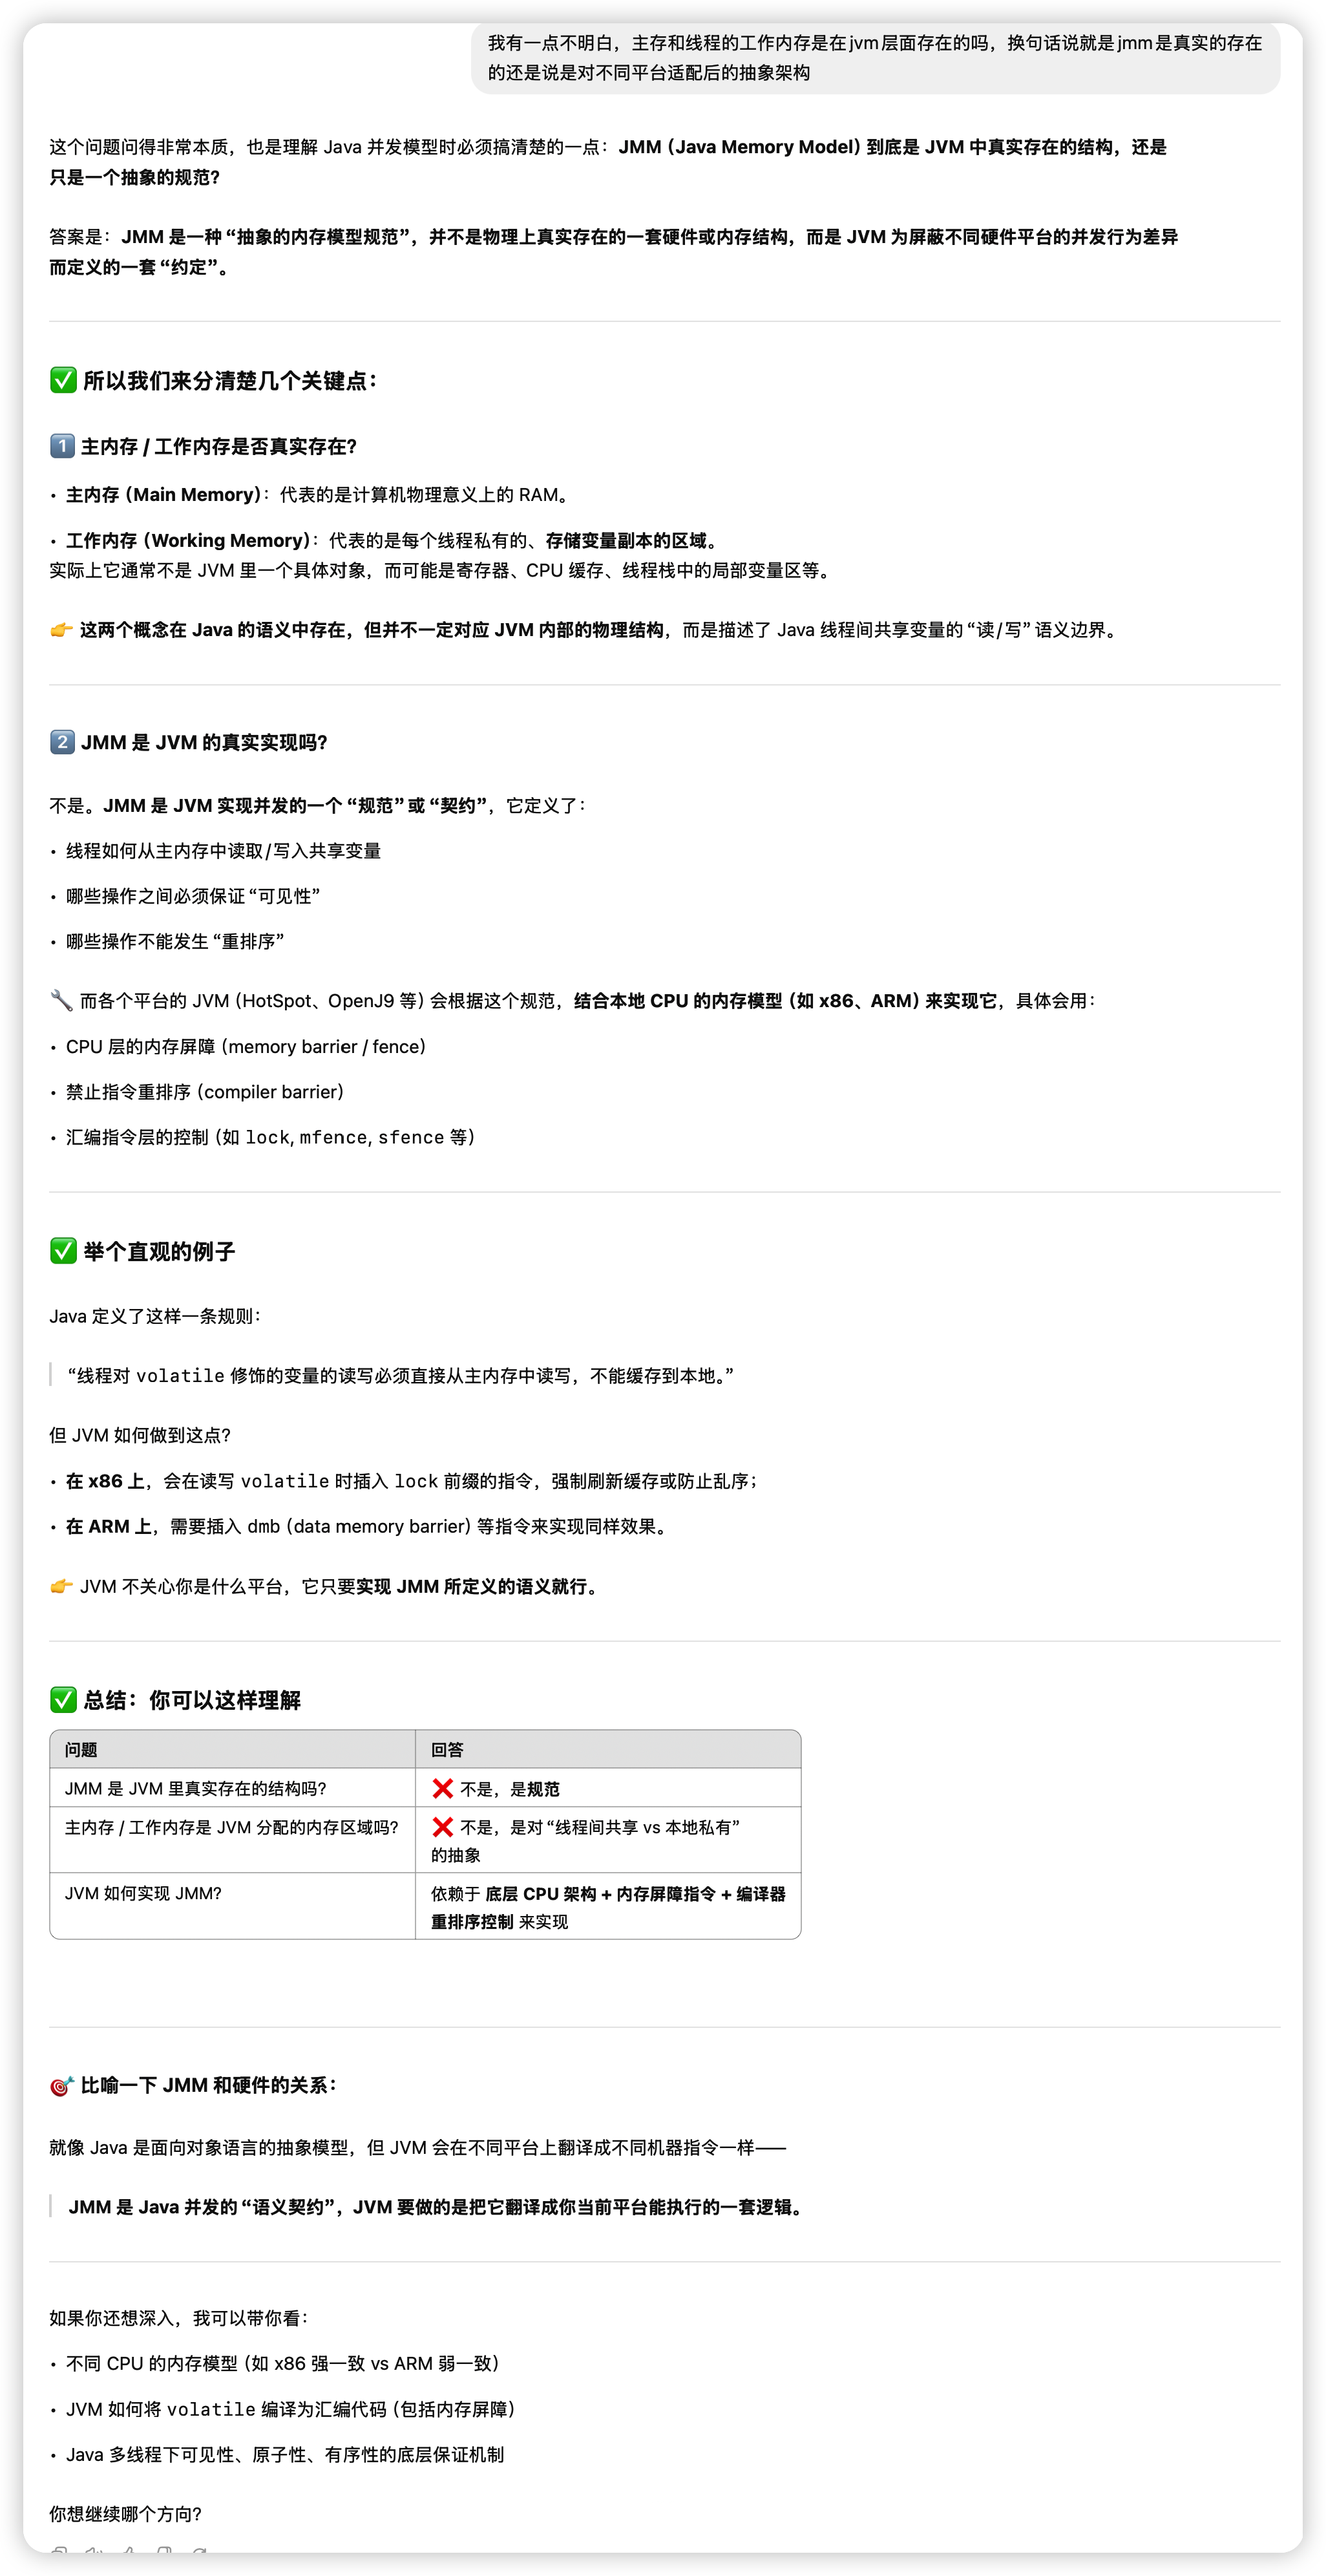 我有一点不明白，主存和线程的工作内存是在jvm层面存在的吗，换句话说就是jmm是真实的存在
的还是说是对不同平台适配后的抽象架构
这个问题问得非常本质，也是理解 Java 并发模型时必须搞清楚的一点：JMM（Java Memory Model）到底是 JVM 中真实存在的结构，还是
只是一个抽象的规范？
答案是：JMM 是一种“抽象的内存模型规范”，并不是物理上真实存在的一套硬件或内存结构，而是 JVM 为屏蔽不同硬件平台的并发行为差异
而定义的一套“约定”。
✅ 所以我们来分清楚几个关键点：
1️⃣ 主内存 / 工作内存是否真实存在？
• 主内存（Main Memory）：代表的是计算机物理意义上的 RAM。
• 工作内存（Working Memory）：代表的是每个线程私有的、存储变量副本的区域。
实际上它通常不是 JVM 里一个具体对象，而可能是寄存器、CPU 缓存、线程栈中的局部变量区等。
👉 这两个概念在 Java 的语义中存在，但并不一定对应 JVM 内部的物理结构，而是描述了 Java 线程间共享变量的“读/写”语义边界。
2️⃣ JMM 是 JVM 的真实实现吗？
不是。JMM 是 JVM 实现并发的一个“规范”或“契约”，它定义了：
• 线程如何从主内存中读取/写入共享变量
• 哪些操作之间必须保证“可见性”
• 哪些操作不能发生“重排序”
🔧 而各个平台的 JVM（HotSpot、OpenJ9 等）会根据这个规范，结合本地 CPU 的内存模型（如 x86、ARM）来实现它，具体会用：
• CPU 层的内存屏障（memory barrier / fence）
• 禁止指令重排序（compiler barrier）
• 汇编指令层的控制（如 lock, mfence, sfence 等）
✅ 举个直观的例子
Java 定义了这样一条规则：
“线程对 volatile 修饰的变量的读写必须直接从主内存中读写，不能缓存到本地。”
但 JVM 如何做到这点？
• 在 x86 上，会在读写 volatile 时插入 lock 前缀的指令，强制刷新缓存或防止乱序；
• 在 ARM 上，需要插入 dmb（data memory barrier）等指令来实现同样效果。
👉 JVM 不关心你是什么平台，它只要实现 JMM 所定义的语义就行。
✅ 总结：你可以这样理解
问题 回答
JMM 是 JVM 里真实存在的结构吗？ ❌ 不是，是规范
主内存 / 工作内存是 JVM 分配的内存区域吗？ ❌ 不是，是对“线程间共享 vs 本地私有”
的抽象
JVM 如何实现 JMM？ 依赖于 底层 CPU 架构 + 内存屏障指令 + 编译器
重排序控制 来实现
🎯 比喻一下 JMM 和硬件的关系：
就像 Java 是面向对象语言的抽象模型，但 JVM 会在不同平台上翻译成不同机器指令一样——
JMM 是 Java 并发的“语义契约”，JVM 要做的是把它翻译成你当前平台能执行的一套逻辑。
如果你还想深入，我可以带你看：
• 不同 CPU 的内存模型（如 x86 强一致 vs ARM 弱一致）
• JVM 如何将 volatile 编译为汇编代码（包括内存屏障）
• Java 多线程下可见性、原子性、有序性的底层保证机制
你想继续哪个方向？